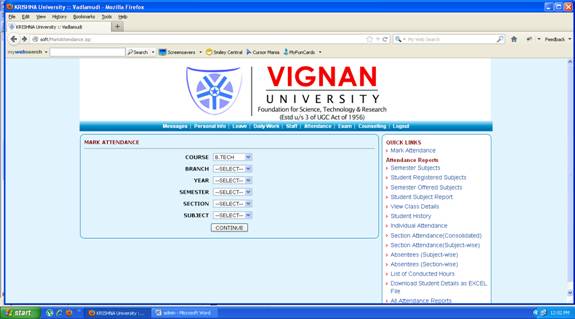 KRISHNA University :: Vadlamudi - Mozilla Firefox
File Edit View History Bookmarks Tools Help
KRISHNA University :: Vadlamudi
soft/MarkAttendance.jsp
My Web Search
Feedback
mywebsearch
Search
Screensavers
Smiley Central
Cursor Mania
MyFunCards
VIGNAN
UNIVERSITY
Foundation for Science, Technology & Research
(Estd u/s 3 of UGC Act of 1956)
Messages | Personal Info | Leave | Daily Work | Staff | Attendance | Exam | Counselling | Logout
MARK ATTENDANCE
COURSE B.TECH
BRANCH --SELECT--
YEAR --SELECT--
SEMESTER --SELECT--
SECTION --SELECT--
SUBJECT --SELECT--
CONTINUE
QUICK LINKS
Mark Attendance
Attendance Reports
Semester Subjects
Student Registered Subjects
Semester Offered Subjects
Student Subject Report
View Class Details
Student History
Individual Attendance
Section Attendance(Consolidated)
Section Attendance(Subject-wise)
Absentees (Subject-wise)
Absentees (Section-wise)
List of Conducted Hours
Download Student Details as EXCEL
File
All Attendance Reports
start
KRISHNA University :: ...
admin - Microsoft Word
12:02 PM